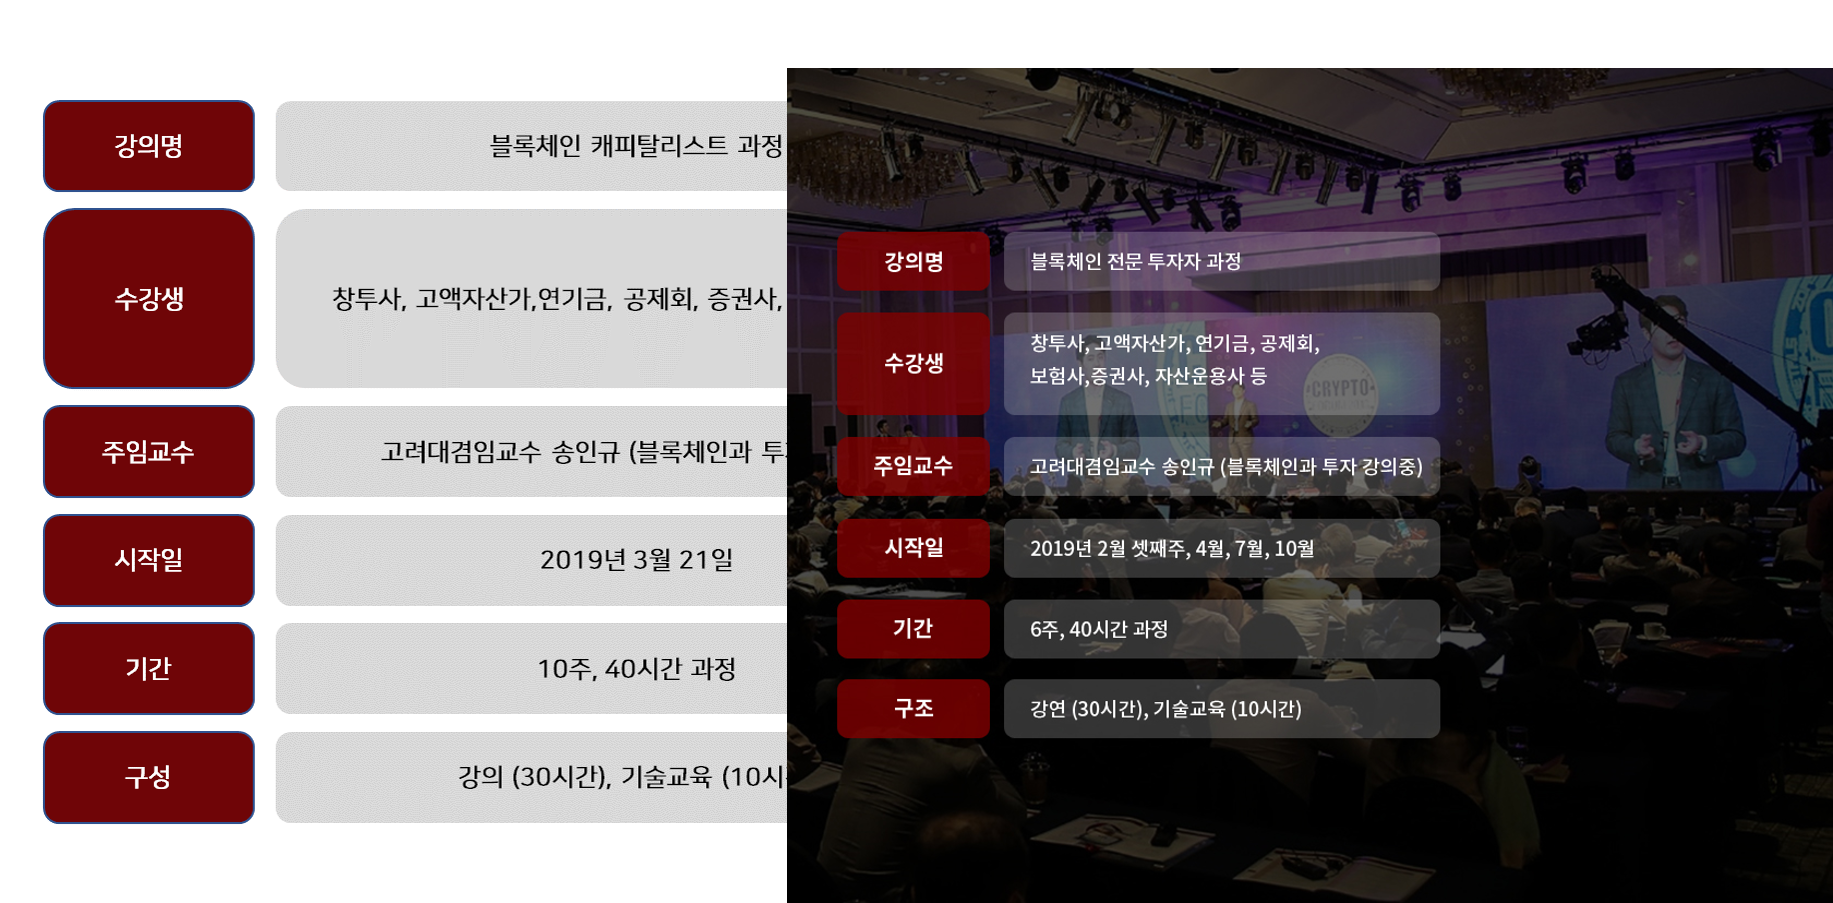 강의명
블록체인 캐피탈리스트 과정
수강생
창투사, 고액자산가,연기금, 공제회, 증권사,
주임교수
고려대겸임교수 송인규 (블록체인과
시작일
2019년 3월 21일
기간
10주, 40시간 과정
구성
강의 (30시간), 기술교육 (10시
강의명
블록체인 전문 투자자 과정
수강생
창투사, 고액자산가, 연기금, 공제회,
보험사,증권사, 자산운용사 등
CRYPTO
주임교수
고려대겸임교수 송인규 (블록체인과 투자 강의중)
시작일
2019년 2월 셋째주, 4월, 7월, 10월
기간
6주, 40시간 과정
구조
강연 (30시간), 기술교육 (10시간)